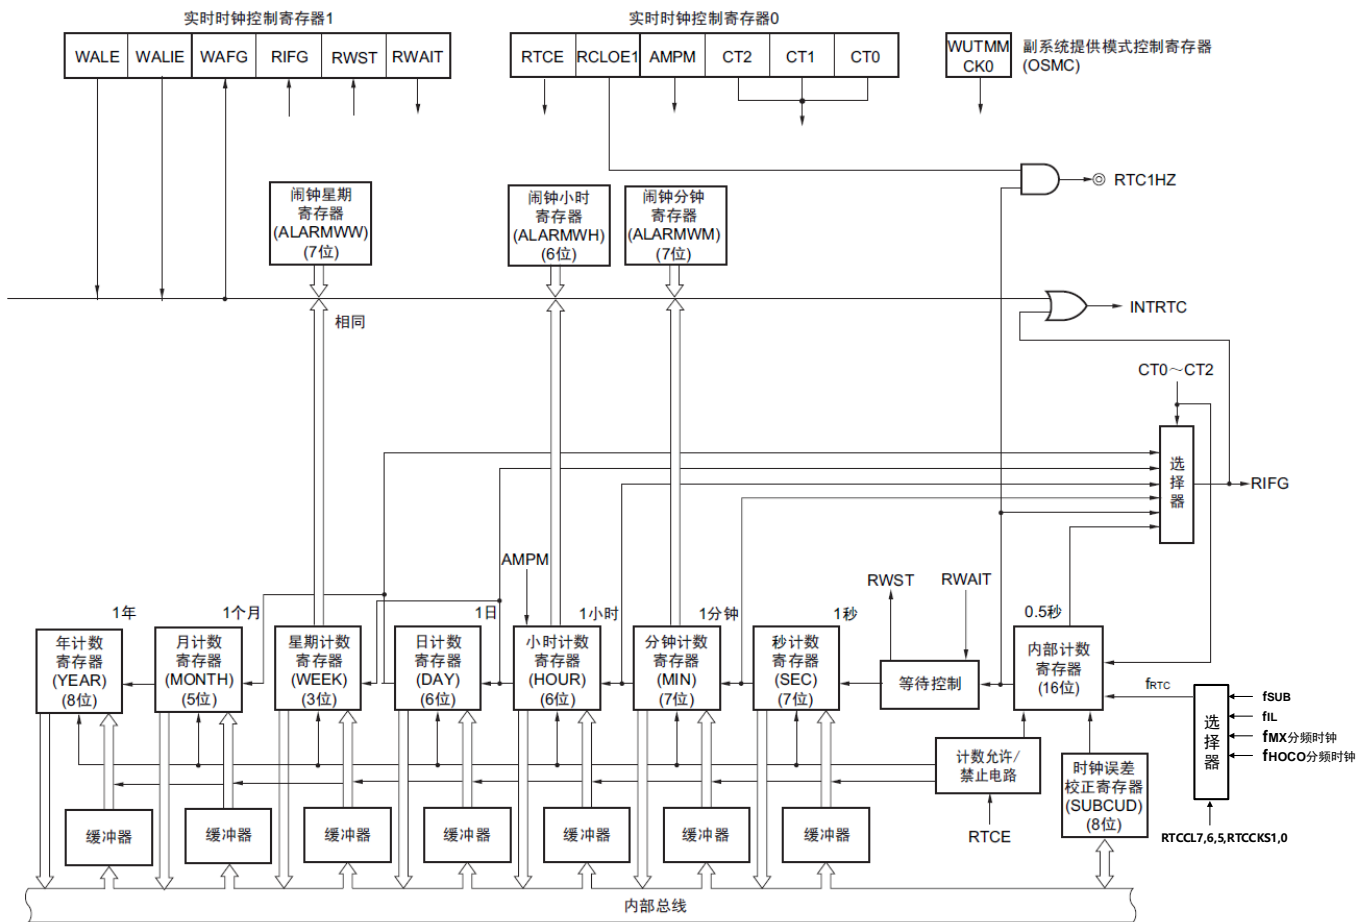 实时时钟控制寄存器1
实时时钟控制寄存器0
WALE WALIE WAFG RIFG RWST RWAIT
RTCE RCLOE1 AMPM CT2 CT1 CT0
WUTMM
CK0
副系统提供模式控制寄存器
(OSMC)
RTC1HZ
闹钟星期
寄存器
(ALARMWW)
(7位)
闹钟小时
寄存器
(ALARMWH)
(6位)
闹钟分钟
寄存器
(ALARMWM)
(7位)
相同
INTRTC
CT0～CT2
选
择
器
RIFG
AMPM
RWST
RWAIT
1年
1个月
1日
1小时
1分钟
1秒
0.5秒
年计数
寄存器
(YEAR)
(8位)
月计数
寄存器
(MONTH)
(5位)
星期计数
寄存器
(WEEK)
(3位)
日计数
寄存器
(DAY)
(6位)
小时计数
寄存器
(HOUR)
(6位)
分钟计数
寄存器
(MIN)
(7位)
秒计数
寄存器
(SEC)
(7位)
等待控制
内部计数
寄存器
(16位)
fRTC
选
择
器
fSUB
fIL
fMX分频时钟
fHOCO分频时钟
RTCCL7,6,5,RTCCKS1,0
计数允许/
禁止电路
RTCE
时钟误差
校正寄存器
(SUBCUD)
(8位)
缓冲器
缓冲器
缓冲器
缓冲器
缓冲器
缓冲器
缓冲器
内部总线